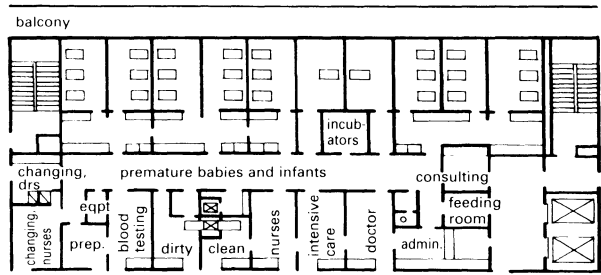 balcony
incub-
ators
changing,
drs
premature babies and infants
consulting
feeding
room
eqpt
changing,
nurses
prep.
blood
testing
dirty
clean
nurses
intensive
care
doctor
admin.